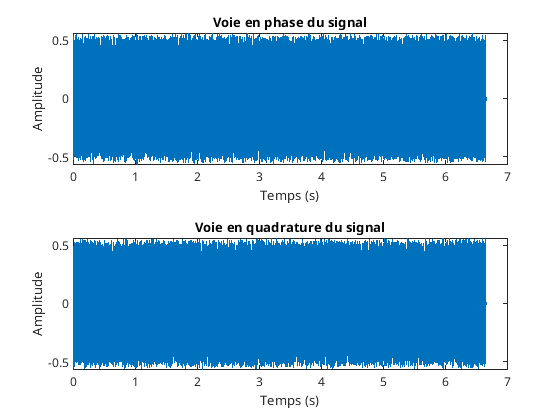 Voie en phase du signal
0.5
0
-0.5
Amplitude
0 1 2 3 4 5 6 7
Temps (s)
Voie en quadrature du signal
0.5
0
-0.5
Amplitude
0 1 2 3 4 5 6 7
Temps (s)